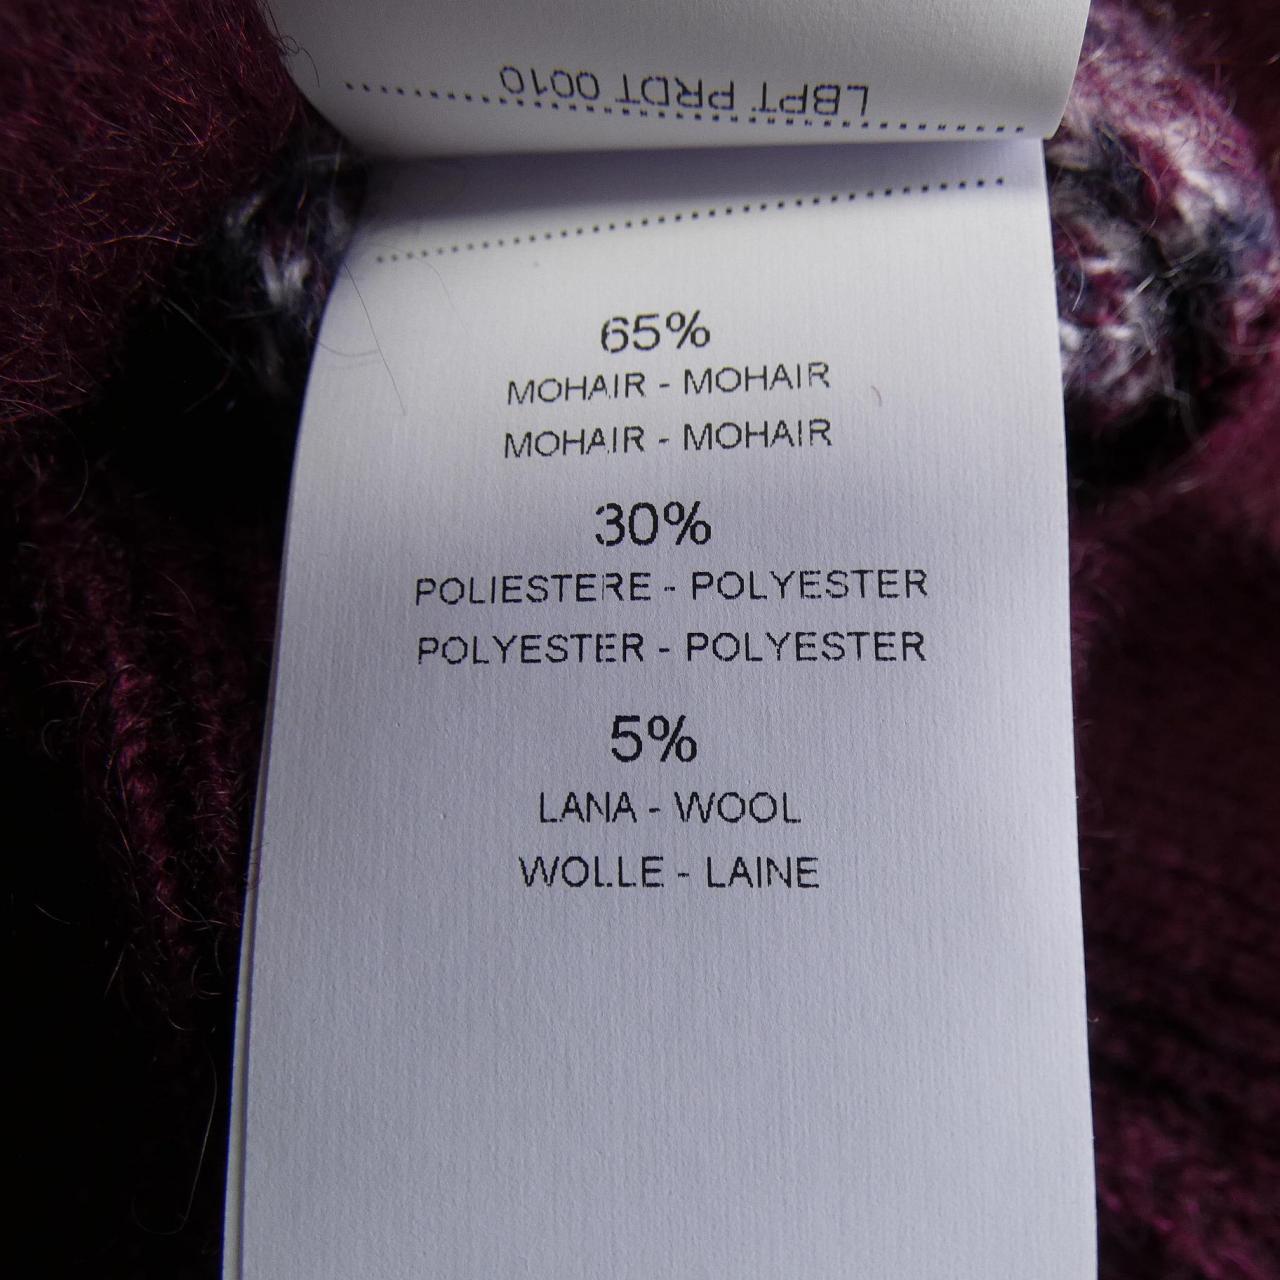 LBPT PRDT 0010
65%
MOHAIR - MOHAIR
MOHAIR - MOHAIR
30%
POLIESTERE - POLYESTER
POLYESTER - POLYESTER
5%
LANA - WOOL
WOLLE - LAINE